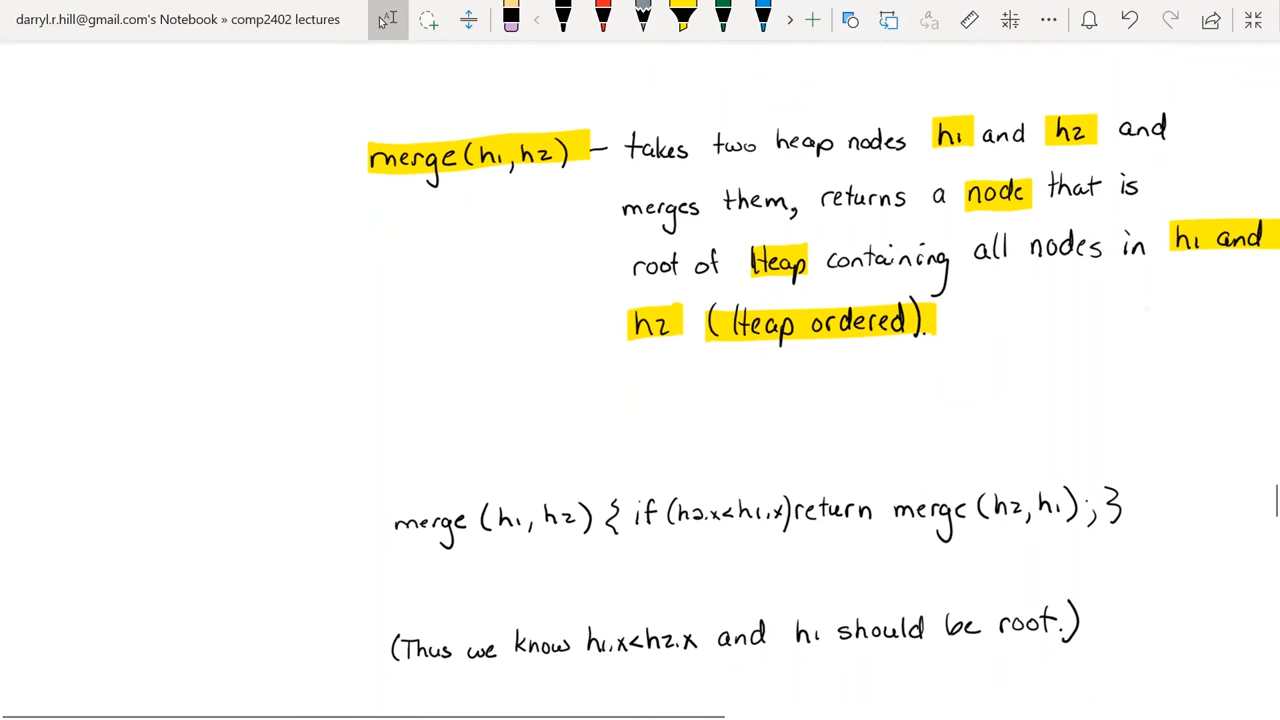 darryl.r.hill@gmail.com's Notebook » comp2402 lectures
merge(h1,h2) – takes two heap nodes h1 and h2 and
merges them, returns a node that is
root of Heap containing all nodes in h1 and
h2 (Heap ordered).
merge (h1, h2) { if (h2.x<h1.x) return merge (h2, h1) ; }
(Thus we know h1.x<h2.x and h1 should be root.)